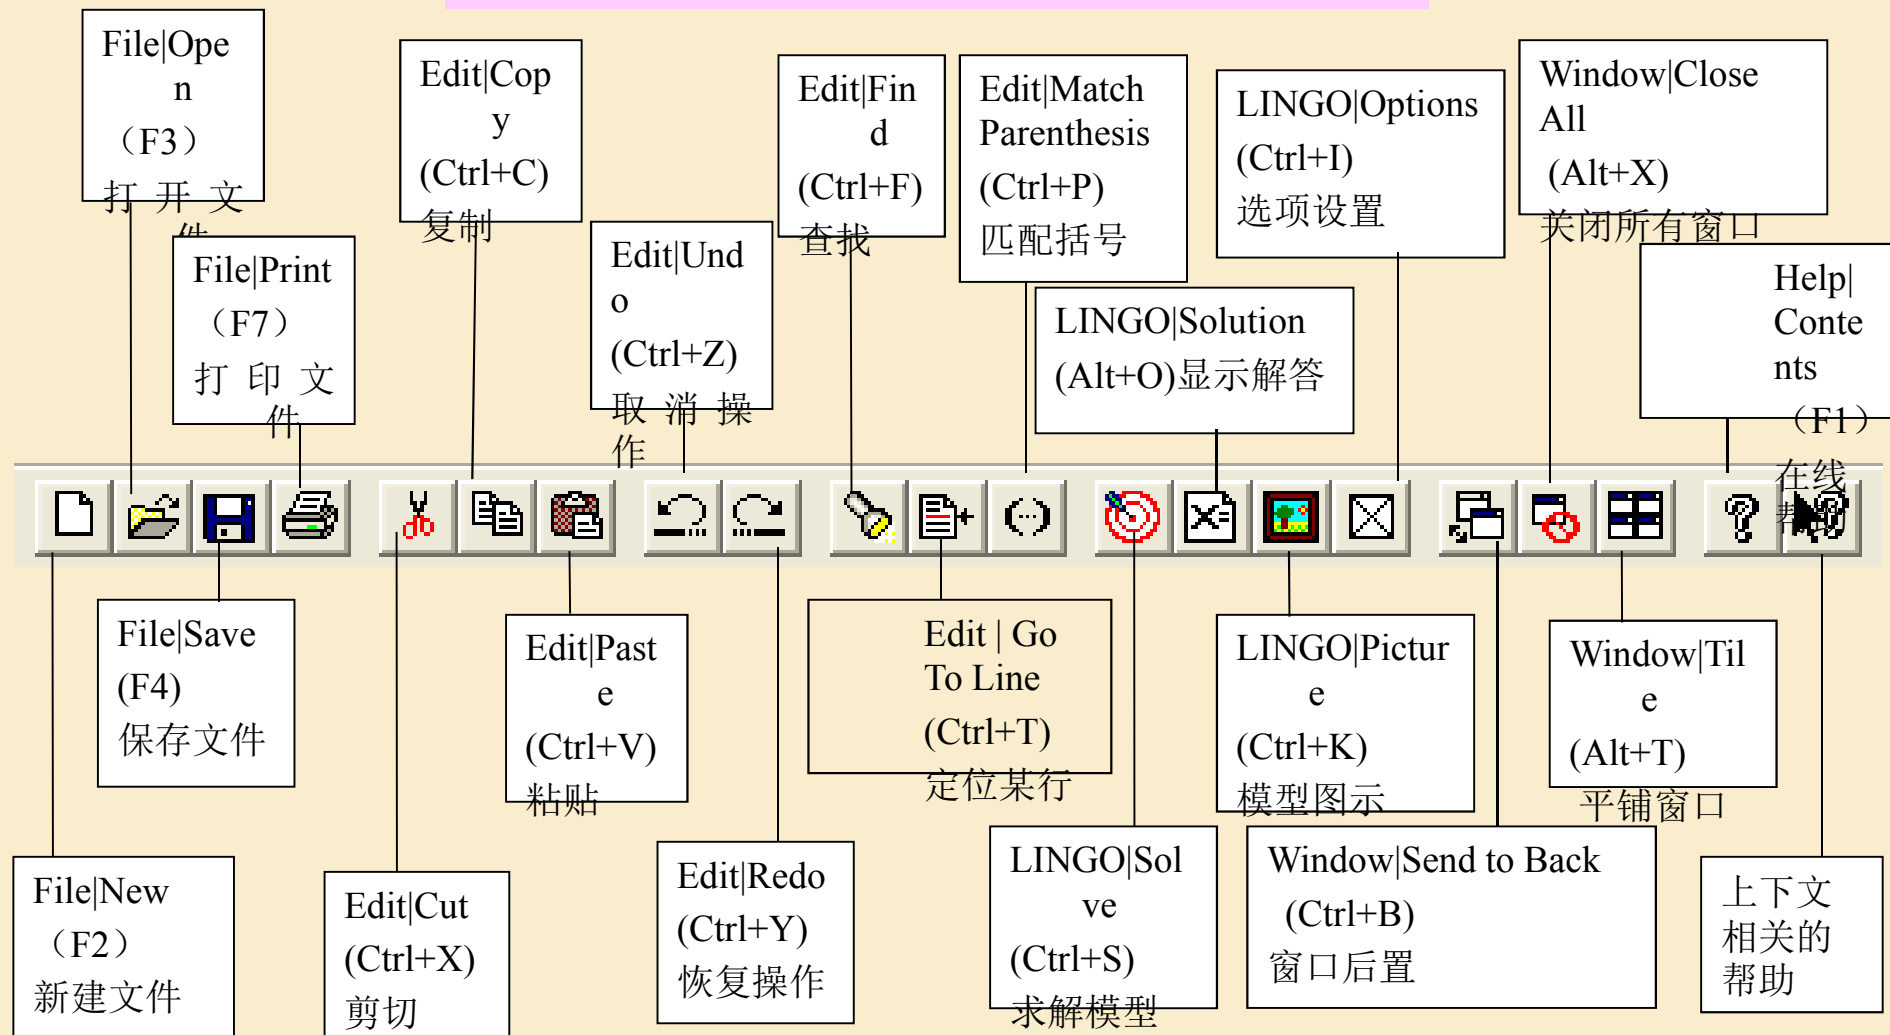 File|Ope
n
（F3）
打 开 文
件
File|Print
（F7）
打 印 文
件
Edit|Cop
y
(Ctrl+C)
复制
Edit|Und
o
(Ctrl+Z)
取 消 操
作
Edit|Fin
d
(Ctrl+F)
查找
Edit|Match
Parenthesis
(Ctrl+P)
匹配括号
LINGO|Solution
(Alt+O)显示解答
LINGO|Options
(Ctrl+I)
选项设置
Window|Close
All
(Alt+X)
关闭所有窗口
Help|
Conte
nts
（F1）
在线
帮助
File|New
（F2）
新建文件
File|Save
(F4)
保存文件
Edit|Cut
(Ctrl+X)
剪切
Edit|Past
e
(Ctrl+V)
粘贴
Edit|Redo
(Ctrl+Y)
恢复操作
Edit | Go
To Line
(Ctrl+T)
定位某行
LINGO|Sol
ve
(Ctrl+S)
求解模型
LINGO|Pictur
e
(Ctrl+K)
模型图示
Window|Send to Back
(Ctrl+B)
窗口后置
Window|Til
e
(Alt+T)
平铺窗口
上下文
相关的
帮助